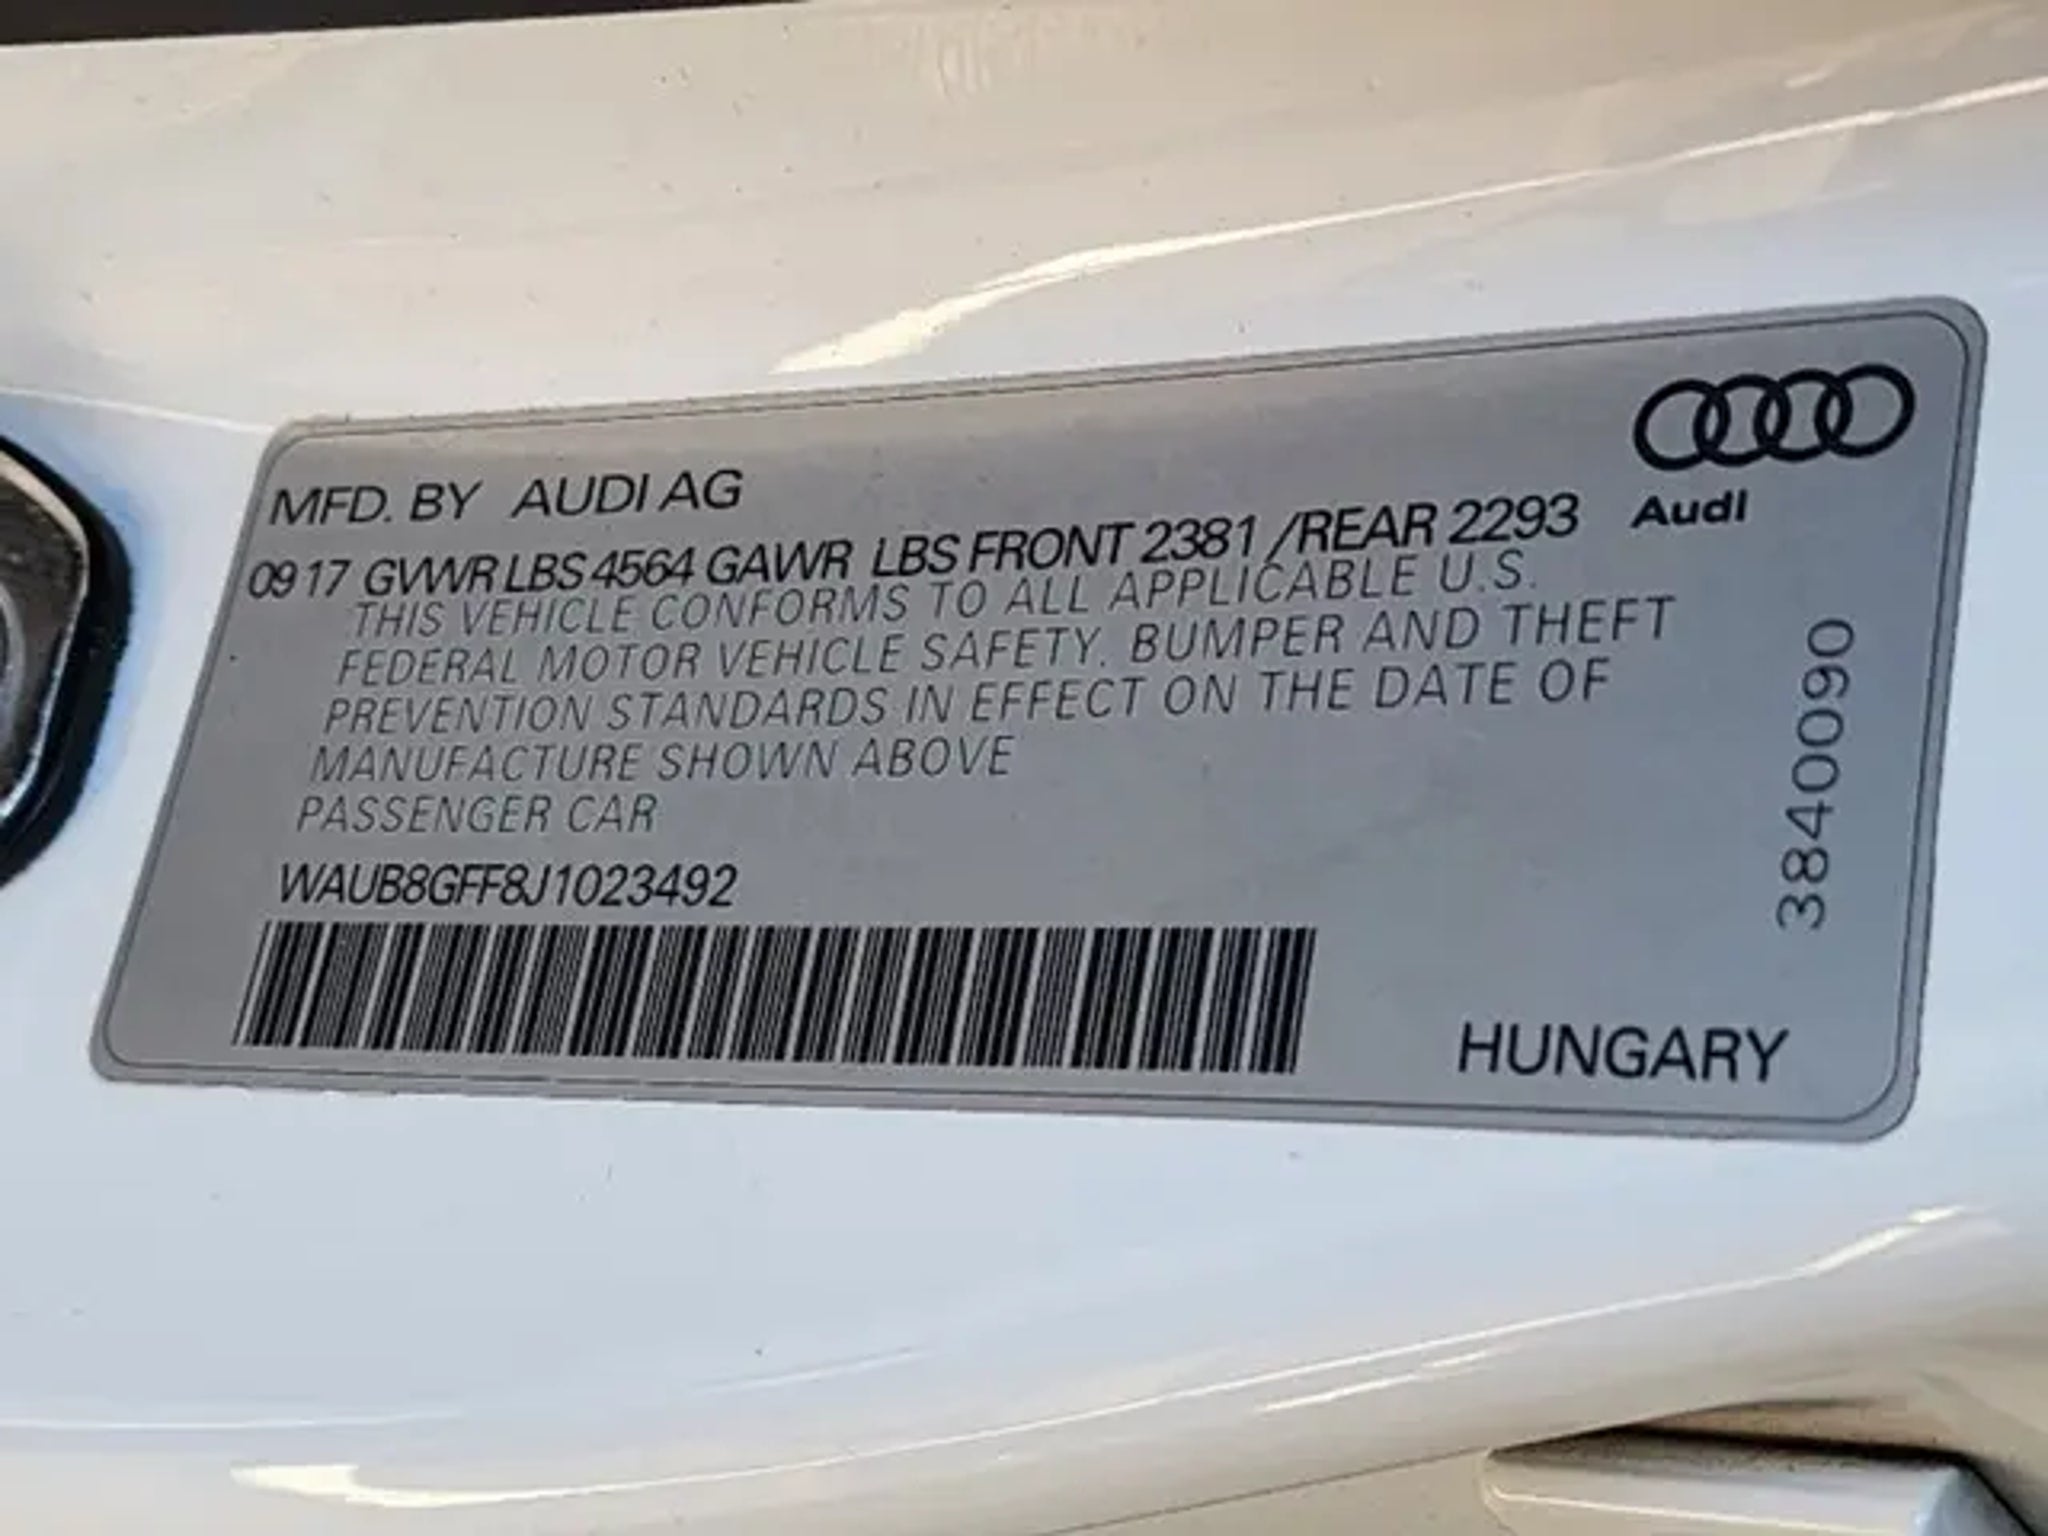 MFD. BY AUDI AG
09 17 GVWR LBS 4564 GAWR LBS FRONT 2381 /REAR 2293
THIS VEHICLE CONFORMS TO ALL APPLICABLE U.S.
FEDERAL MOTOR VEHICLE SAFETY. BUMPER AND THEFT
PREVENTION STANDARDS IN EFFECT ON THE DATE OF
MANUFACTURE SHOWN ABOVE
PASSENGER CAR
WAUB8GFF8J1023492
Audi
3840090
HUNGARY